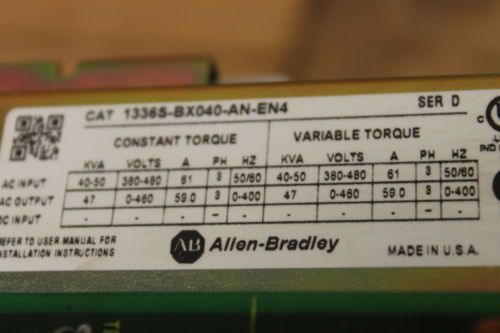 CAT 1336S-BX040-AN-EN4 SER D
CONSTANT TORQUE VARIABLE TORQUE
KVA VOLTS A PH HZ KVA VOLTS A PH HZ
AC INPUT 40-50 380-480 61 3 50/60 40-50 380-480 61 3 50/60
AC OUTPUT 47 0-460 59.0 3 0-400 47 0-460 59.0 3 0-400
DC INPUT - - - - - - - - - -
REFER TO USER MANUAL FOR
INSTALLATION INSTRUCTIONS
AB Allen-Bradley
MADE IN U.S.A.
C
IND